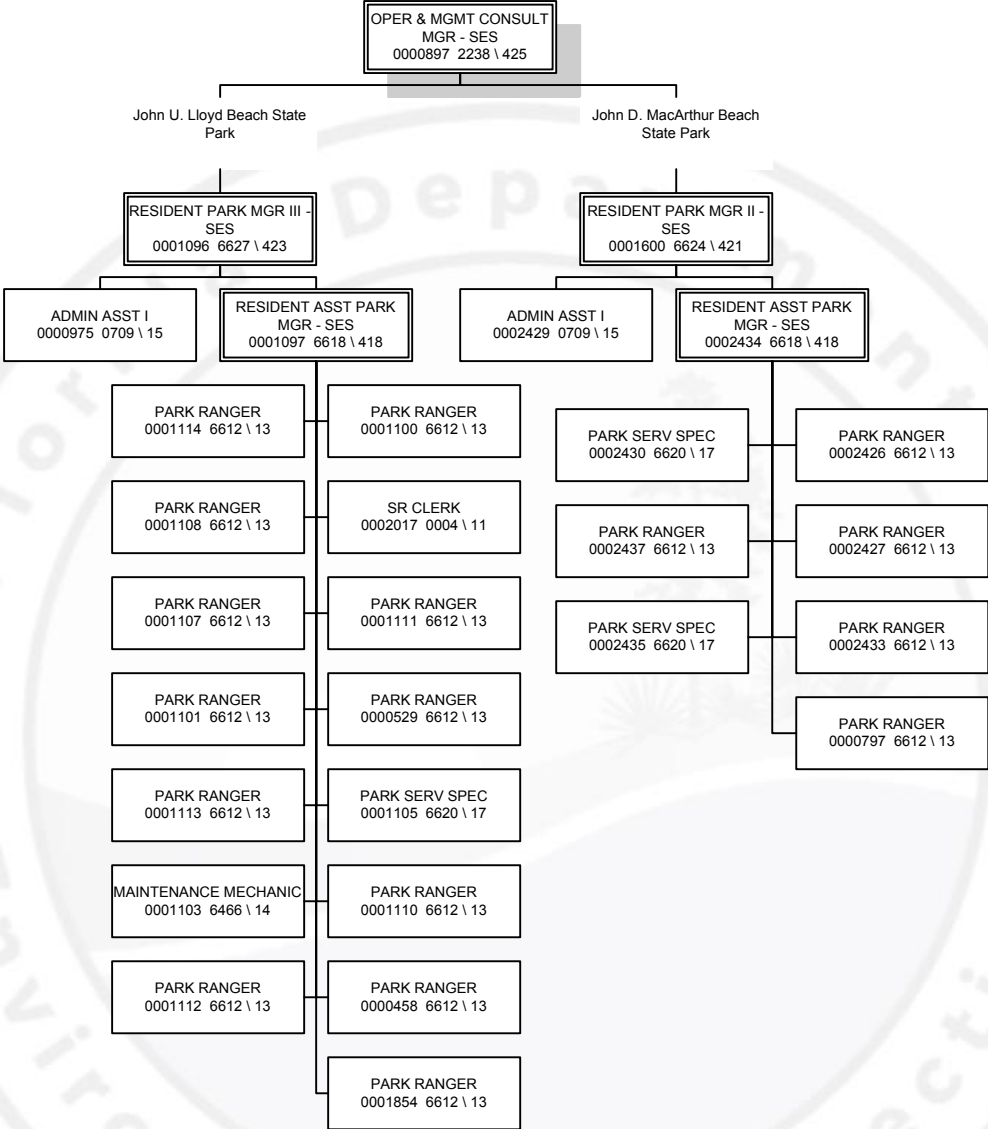 OPER & MGMT CONSULT
MGR - SES
0000897 2238 \ 425
John U. Lloyd Beach State
Park
John D. MacArthur Beach
State Park
RESIDENT PARK MGR III -
SES
0001096 6627 \ 423
RESIDENT PARK MGR II -
SES
0001600 6624 \ 421
ADMIN ASST I
0000975 0709 \ 15
RESIDENT ASST PARK
MGR - SES
0001097 6618 \ 418
ADMIN ASST I
0002429 0709 \ 15
RESIDENT ASST PARK
MGR - SES
0002434 6618 \ 418
PARK RANGER
0001114 6612 \ 13
PARK RANGER
0001100 6612 \ 13
PARK SERV SPEC
0002430 6620 \ 17
PARK RANGER
0002426 6612 \ 13
PARK RANGER
0001108 6612 \ 13
SR CLERK
0002017 0004 \ 11
PARK RANGER
0002437 6612 \ 13
PARK RANGER
0002427 6612 \ 13
PARK RANGER
0001107 6612 \ 13
PARK RANGER
0001111 6612 \ 13
PARK SERV SPEC
0002435 6620 \ 17
PARK RANGER
0002433 6612 \ 13
PARK RANGER
0001101 6612 \ 13
PARK RANGER
0000529 6612 \ 13
PARK RANGER
0000797 6612 \ 13
PARK RANGER
0001113 6612 \ 13
PARK SERV SPEC
0001105 6620 \ 17
MAINTENANCE MECHANIC
0001103 6466 \ 14
PARK RANGER
0001110 6612 \ 13
PARK RANGER
0001112 6612 \ 13
PARK RANGER
0000458 6612 \ 13
PARK RANGER
0001854 6612 \ 13